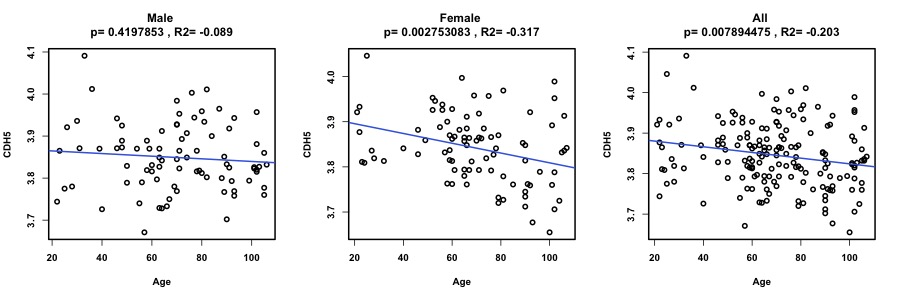 Male
p= 0.4197853 , R2= -0.089
4.1
4.0
3.9
3.8
3.7
CDH5
20 40 60 80 100
Age
Female
p= 0.002753083 , R2= -0.317
4.0
3.9
3.8
3.7
CDH5
20 40 60 80 100
Age
All
p= 0.007894475 , R2= -0.203
4.1
4.0
3.9
3.8
3.7
CDH5
20 40 60 80 100
Age